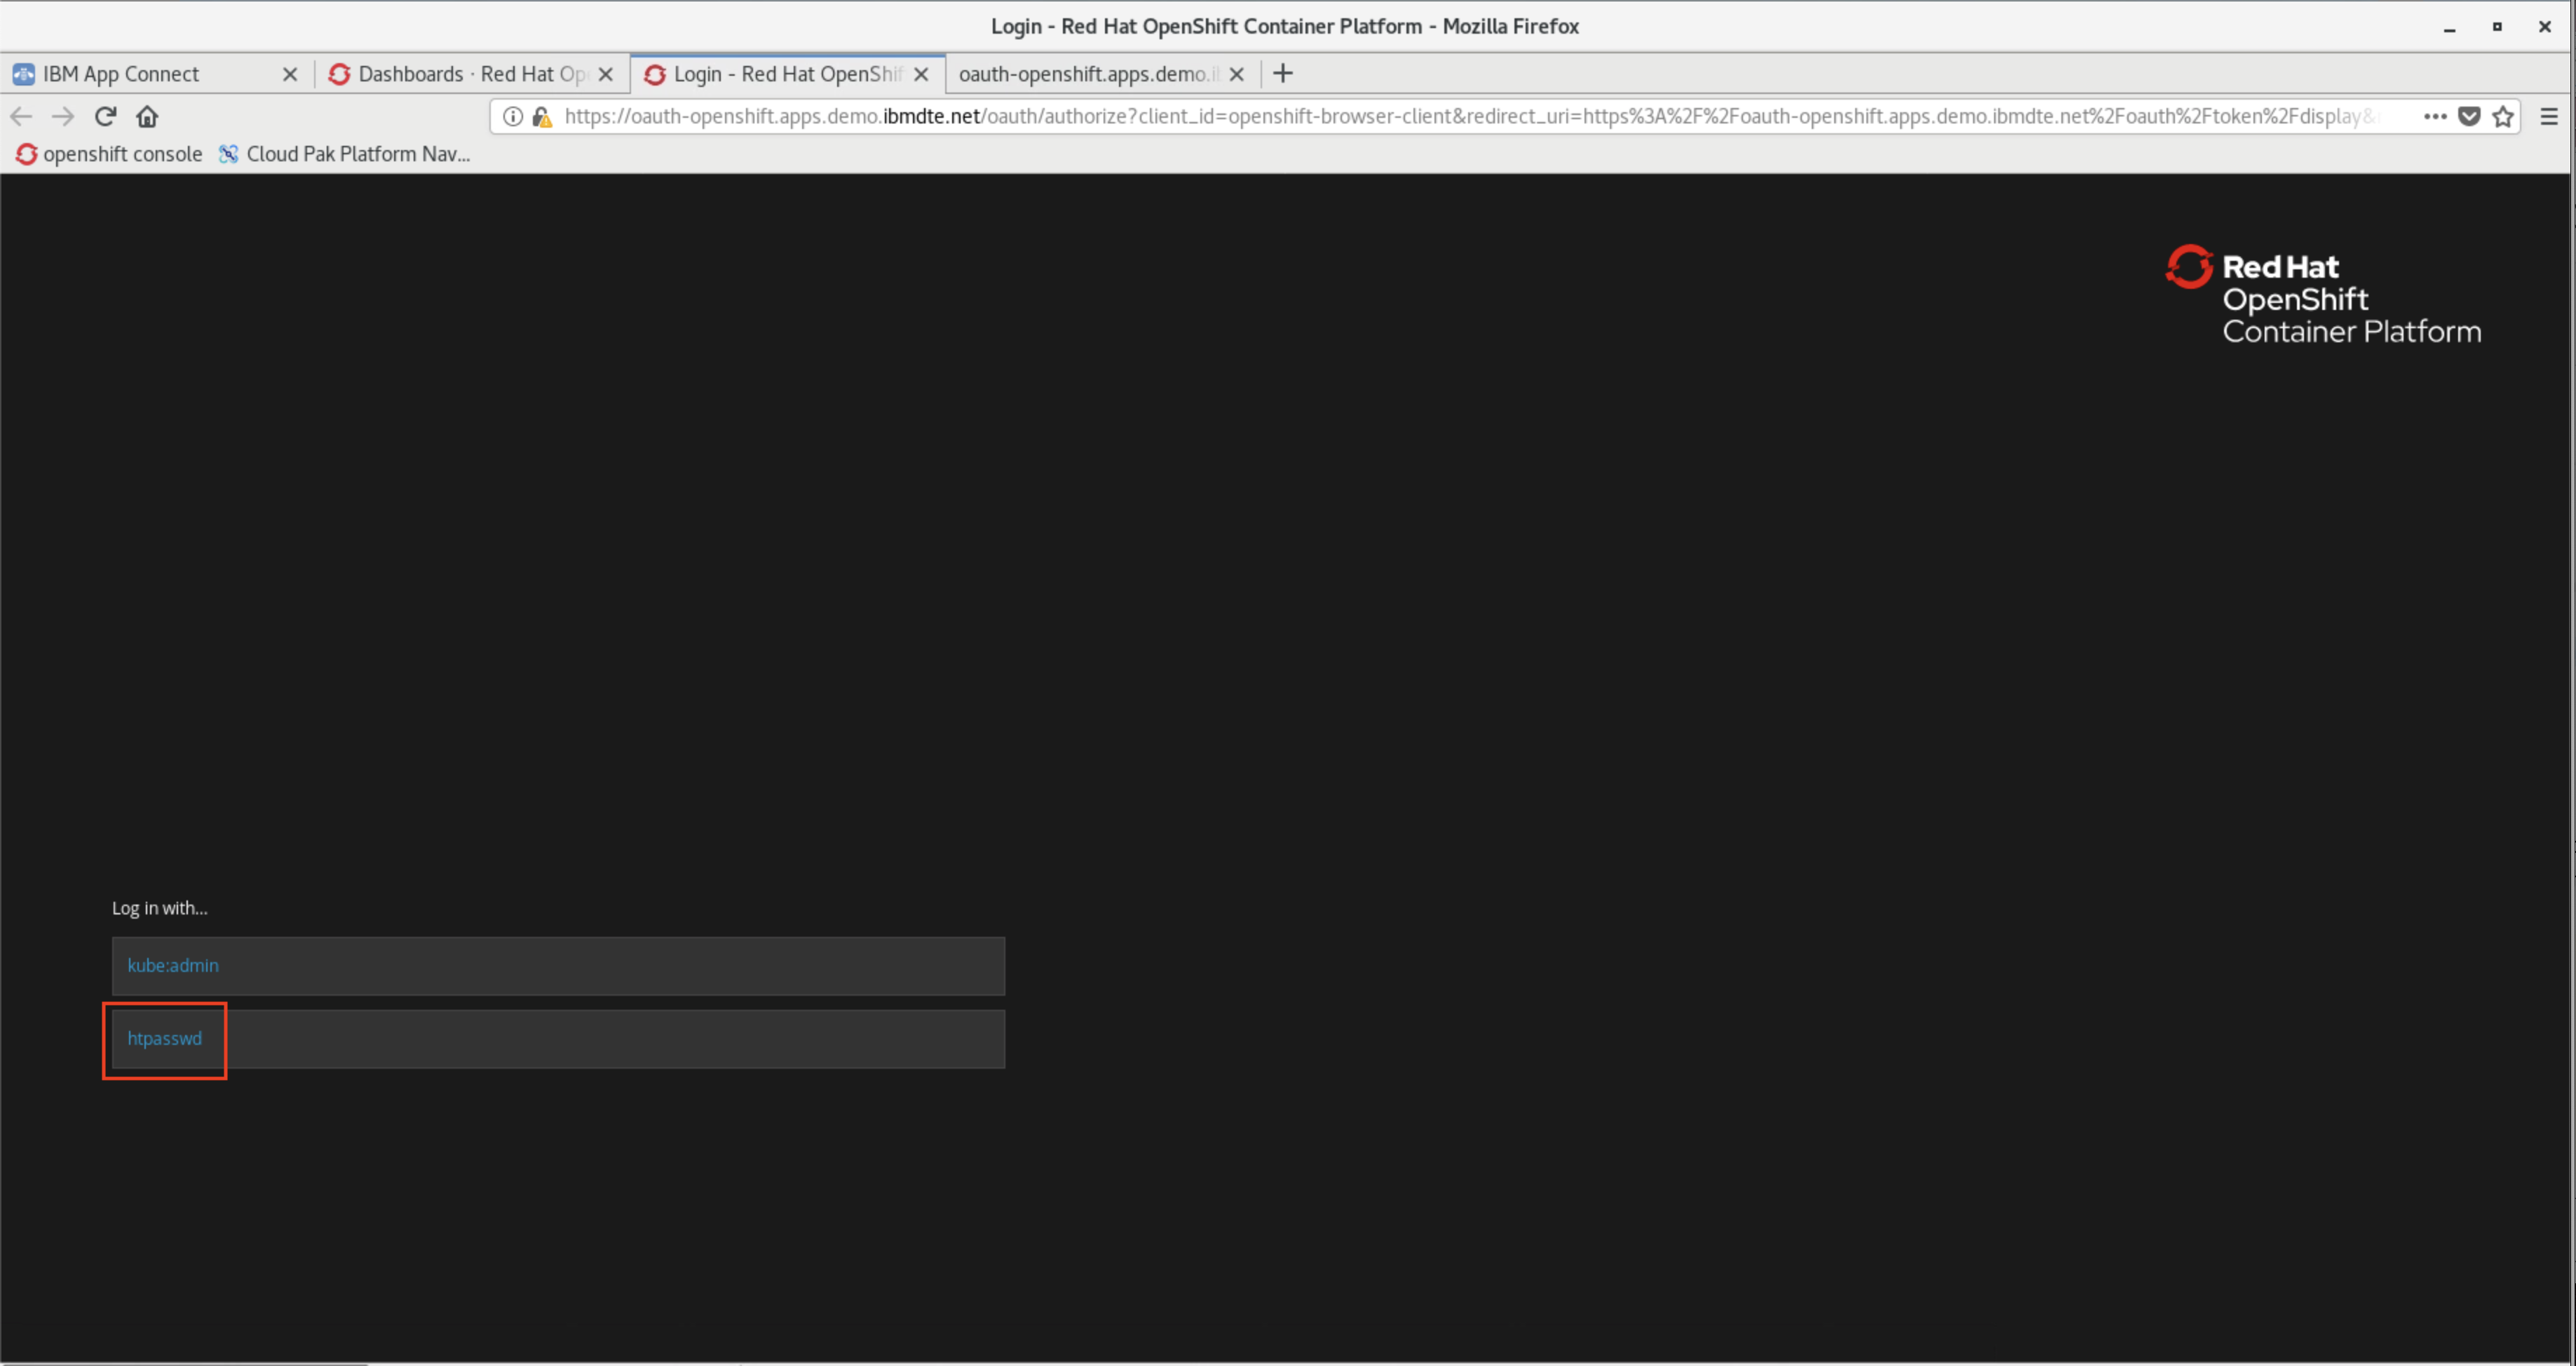 Login - Red Hat OpenShift Container Platform - Mozilla Firefox
IBM App Connect
Dashboards · Red Hat Op
Login - Red Hat OpenShif
oauth-openshift.apps.demo.i
https://oauth-openshift.apps.demo.ibmdte.net/oauth/authorize?client_id=openshift-browser-client&redirect_uri=https%3A%2F%2Foauth-openshift.apps.demo.ibmdte.net%2Foauth%2Ftoken%2Fdisplay&
openshift console
Cloud Pak Platform Nav...
Red Hat
OpenShift
Container Platform
Log in with...
kube:admin
htpasswd